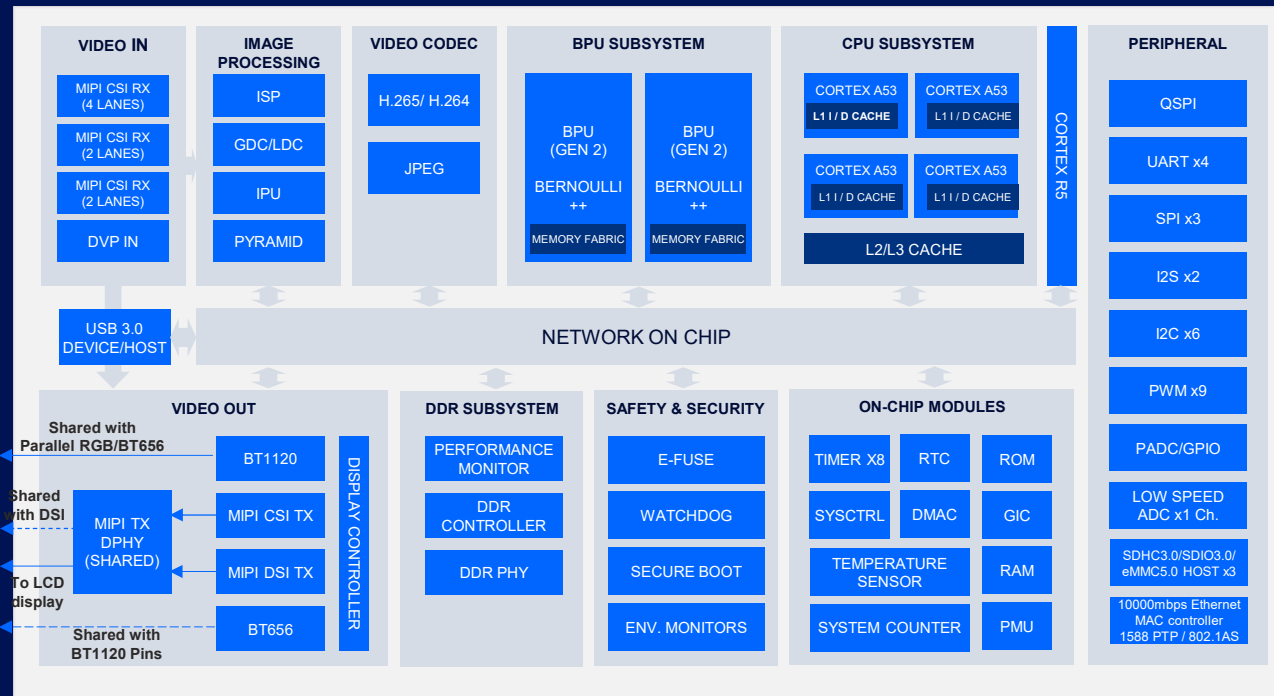 VIDEO IN
MIPI CSI RX
(4 LANES)
MIPI CSI RX
(2 LANES)
MIPI CSI RX
(2 LANES)
DVP IN
IMAGE
PROCESSING
ISP
GDC/LDC
IPU
PYRAMID
VIDEO CODEC
H.265/ H.264
JPEG
BPU SUBSYSTEM
BPU
(GEN 2)
BERNOULLI
++
MEMORY FABRIC
BPU
(GEN 2)
BERNOULLI
++
MEMORY FABRIC
CPU SUBSYSTEM
CORTEX A53
L1 I / D CACHE
CORTEX A53
L1 I / D CACHE
CORTEX A53
L1 I / D CACHE
CORTEX A53
L1 I / D CACHE
L2/L3 CACHE
CORTEX R5
PERIPHERAL
QSPI
UART x4
SPI x3
I2S x2
I2C x6
PWM x9
PADC/GPIO
LOW SPEED
ADC x1 Ch.
SDHC3.0/SDIO3.0/
eMMC5.0 HOST x3
10000mbps Ethernet
MAC controller
1588 PTP / 802.1AS
USB 3.0
DEVICE/HOST
NETWORK ON CHIP
VIDEO OUT
Shared with
Parallel RGB/BT656
Shared
with DSI
To LCD
display
Shared with
BT1120 Pins
MIPI TX
DPHY
(SHARED)
BT1120
MIPI CSI TX
MIPI DSI TX
BT656
DISPLAY CONTROLLER
DDR SUBSYSTEM
PERFORMANCE
MONITOR
DDR
CONTROLLER
DDR PHY
SAFETY & SECURITY
E-FUSE
WATCHDOG
SECURE BOOT
ENV. MONITORS
ON-CHIP MODULES
TIMER X8
RTC
ROM
SYSCTRL
DMAC
GIC
TEMPERATURE
SENSOR
RAM
SYSTEM COUNTER
PMU